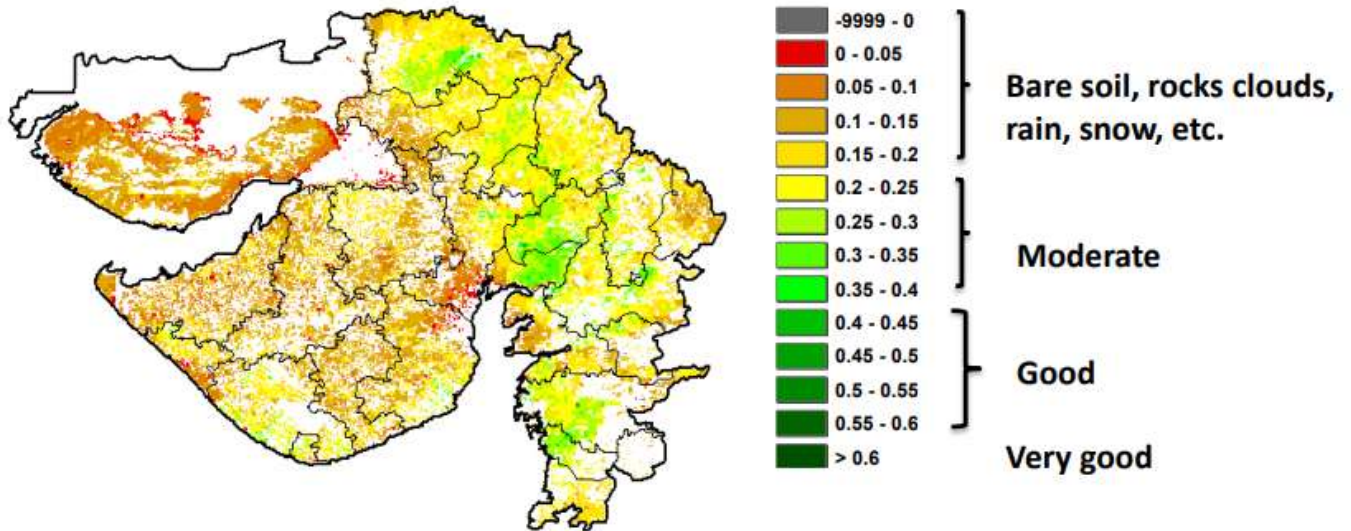 -9999 - 0
0 - 0.05
0.05 - 0.1
0.1 - 0.15
0.15 - 0.2
0.2 - 0.25
0.25 - 0.3
0.3 - 0.35
0.35 - 0.4
0.4 - 0.45
0.45 - 0.5
0.5 - 0.55
0.55 - 0.6
> 0.6
Bare soil, rocks clouds,
rain, snow, etc.
Moderate
Good
Very good